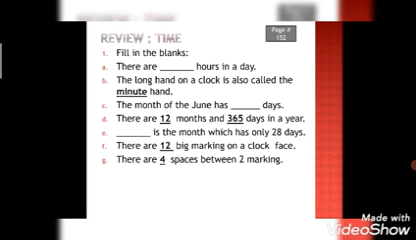 REVIEW : TIME
Page #
152
1. Fill in the blanks:
a. There are _______ hours in a day.
b. The long hand on a clock is also called the
minute hand.
c. The month of the June has ______ days.
d. There are 12 months and 365 days in a year.
e. _______ is the month which has only 28 days.
f. There are 12 big marking on a clock face.
g. There are 4 spaces between 2 marking.
Made with
VideoShow